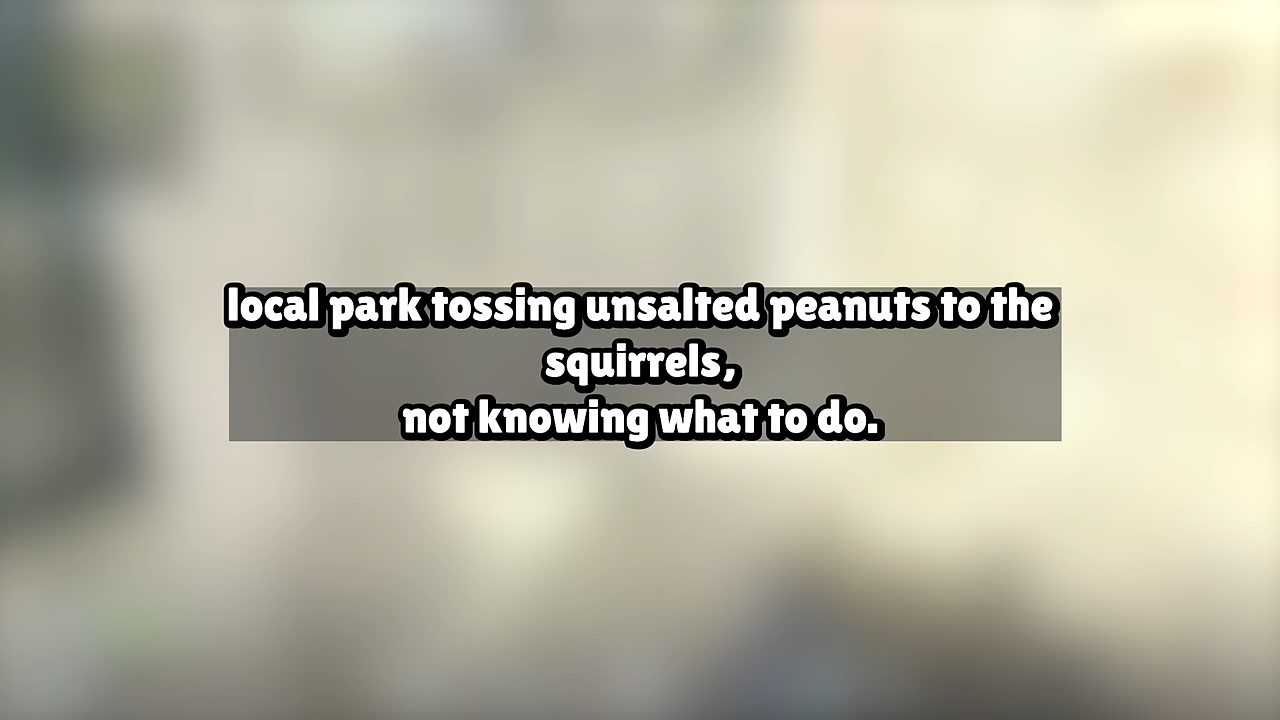 local park tossing unsalted peanuts to the
squirrels,
not knowing what to do.